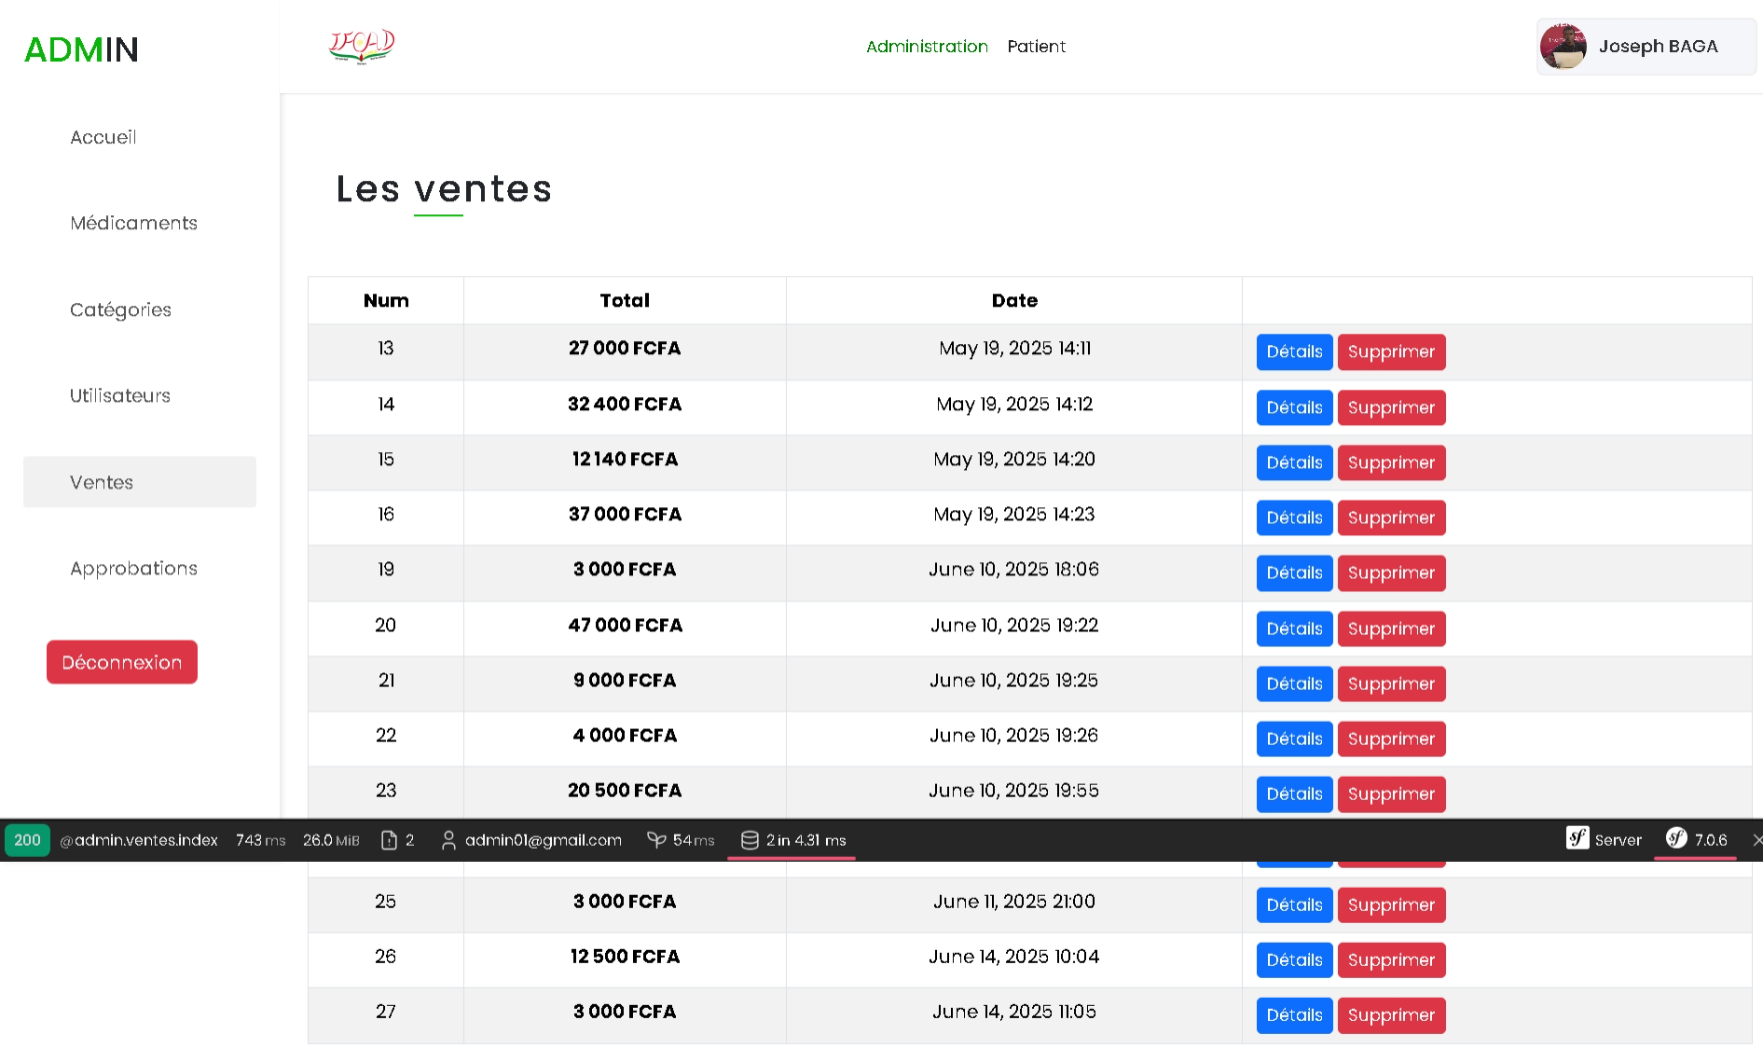 ADMIN
IFCAD
Administration Patient
Joseph BAGA
Accueil
Médicaments
Catégories
Utilisateurs
Ventes
Approbations
Déconnexion
Les ventes
Num Total Date
13 27 000 FCFA May 19, 2025 14:11 Détails Supprimer
14 32 400 FCFA May 19, 2025 14:12 Détails Supprimer
15 12 140 FCFA May 19, 2025 14:20 Détails Supprimer
16 37 000 FCFA May 19, 2025 14:23 Détails Supprimer
19 3 000 FCFA June 10, 2025 18:06 Détails Supprimer
20 47 000 FCFA June 10, 2025 19:22 Détails Supprimer
21 9 000 FCFA June 10, 2025 19:25 Détails Supprimer
22 4 000 FCFA June 10, 2025 19:26 Détails Supprimer
23 20 500 FCFA June 10, 2025 19:55 Détails Supprimer
200 @admin.ventes.index 743 ms 26.0 MiB 2 admin01@gmail.com 54 ms 2 in 4.31 ms sf Server sf 7.0.6
25 3 000 FCFA June 11, 2025 21:00 Détails Supprimer
26 12 500 FCFA June 14, 2025 10:04 Détails Supprimer
27 3 000 FCFA June 14, 2025 11:05 Détails Supprimer